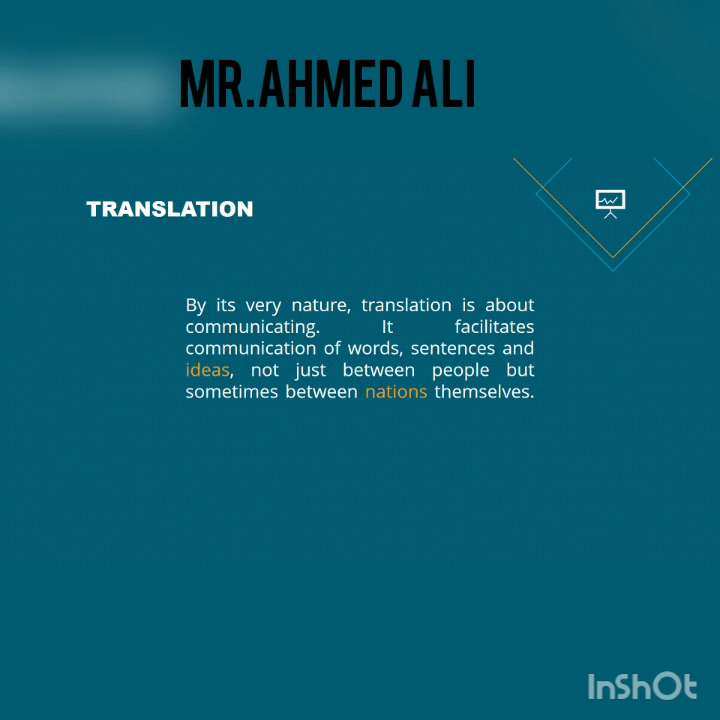 MR.AHMED ALI
TRANSLATION
By its very nature, translation is about
communicating. It facilitates
communication of words, sentences and
ideas, not just between people but
sometimes between nations themselves.
InShOt